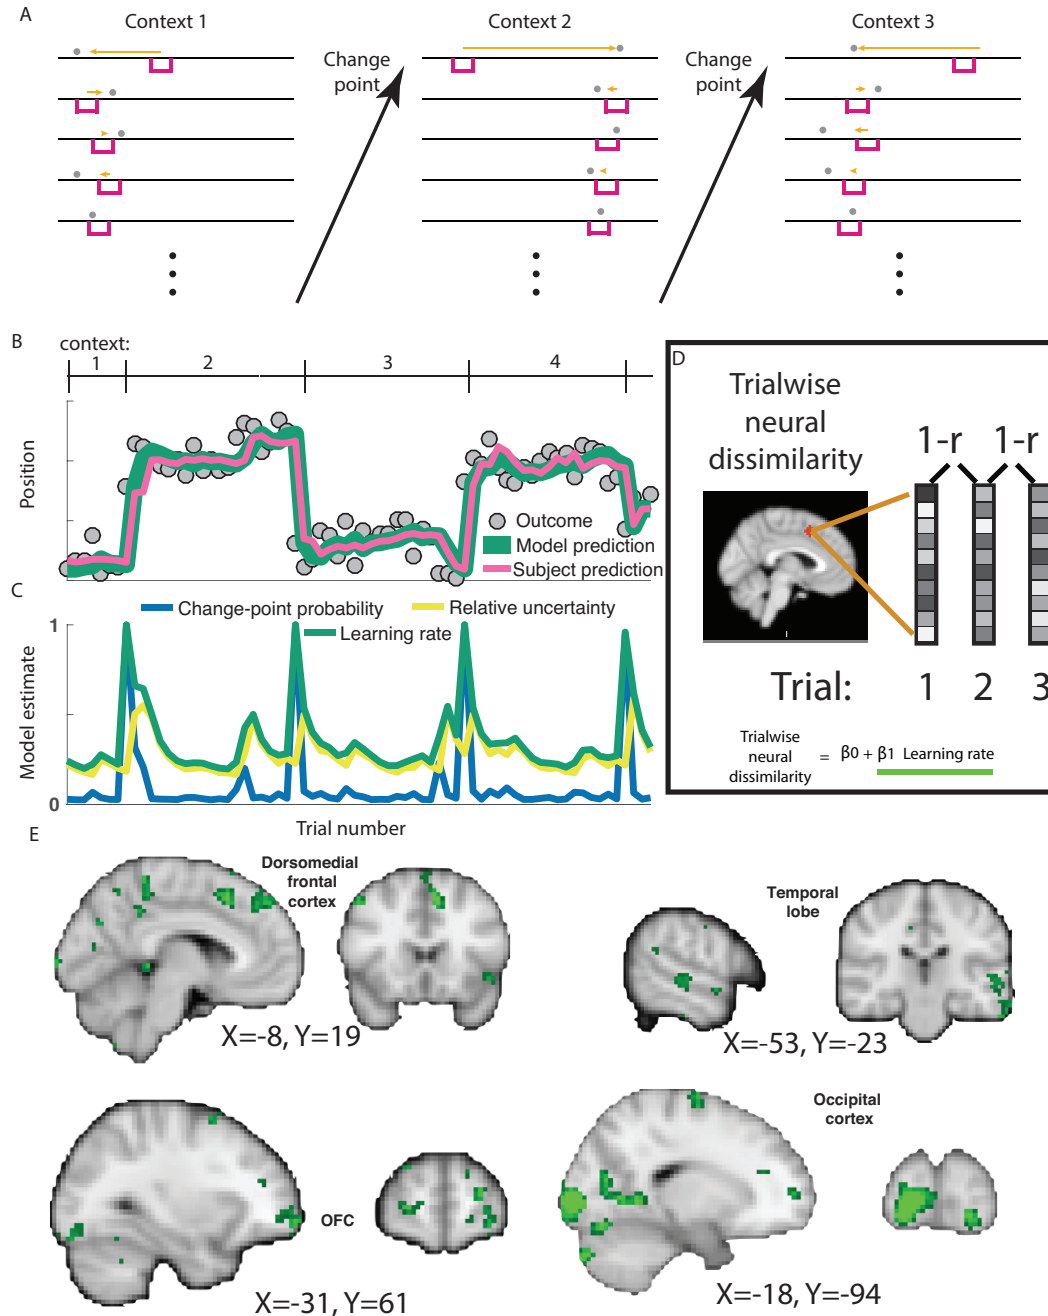 A
Context 1
Context 2
Context 3
Change
point
Change
point
B
context:
1
2
3
4
Position
Outcome
Model prediction
Subject prediction
C
Change-point probability
Relative uncertainty
Learning rate
1
0
Model estimate
Trial number
D
Trialwise
neural
dissimilarity
1-r
1-r
Trial:
1
2
3
Trialwise
neural
dissimilarity
= β0 + β1 Learning rate
E
Dorsomedial
frontal
cortex
X=-8, Y=19
Temporal
lobe
X=-53, Y=-23
OFC
X=-31, Y=61
Occipital
cortex
X=-18, Y=-94